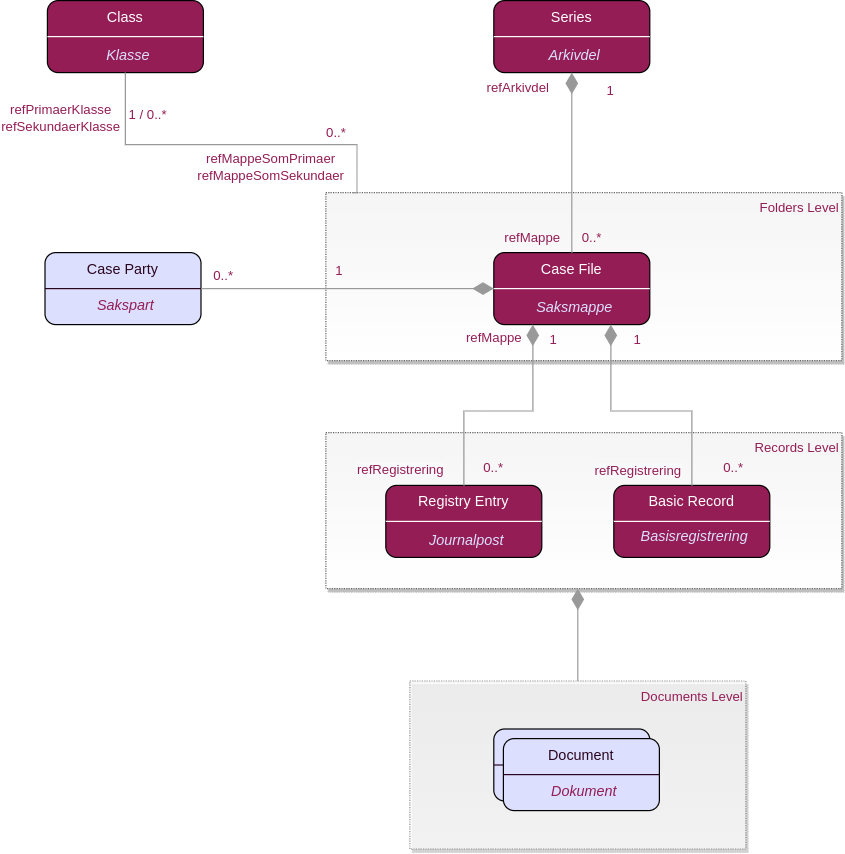 Class
Klasse
Series
Arkivdel
refArkivdel
1
refPrimaerKlasse
refSekundaerKlasse
1 / 0..*
0..*
refMappeSomPrimaer
refMappeSomSekundaer
Folders Level
refMappe
0..*
Case Party
Sakspart
0..*
1
Case File
Saksmappe
refMappe
1
1
Records Level
refRegistrering
0..*
refRegistrering
0..*
Registry Entry
Journalpost
Basic Record
Basisregistrering
Documents Level
Document
Dokument